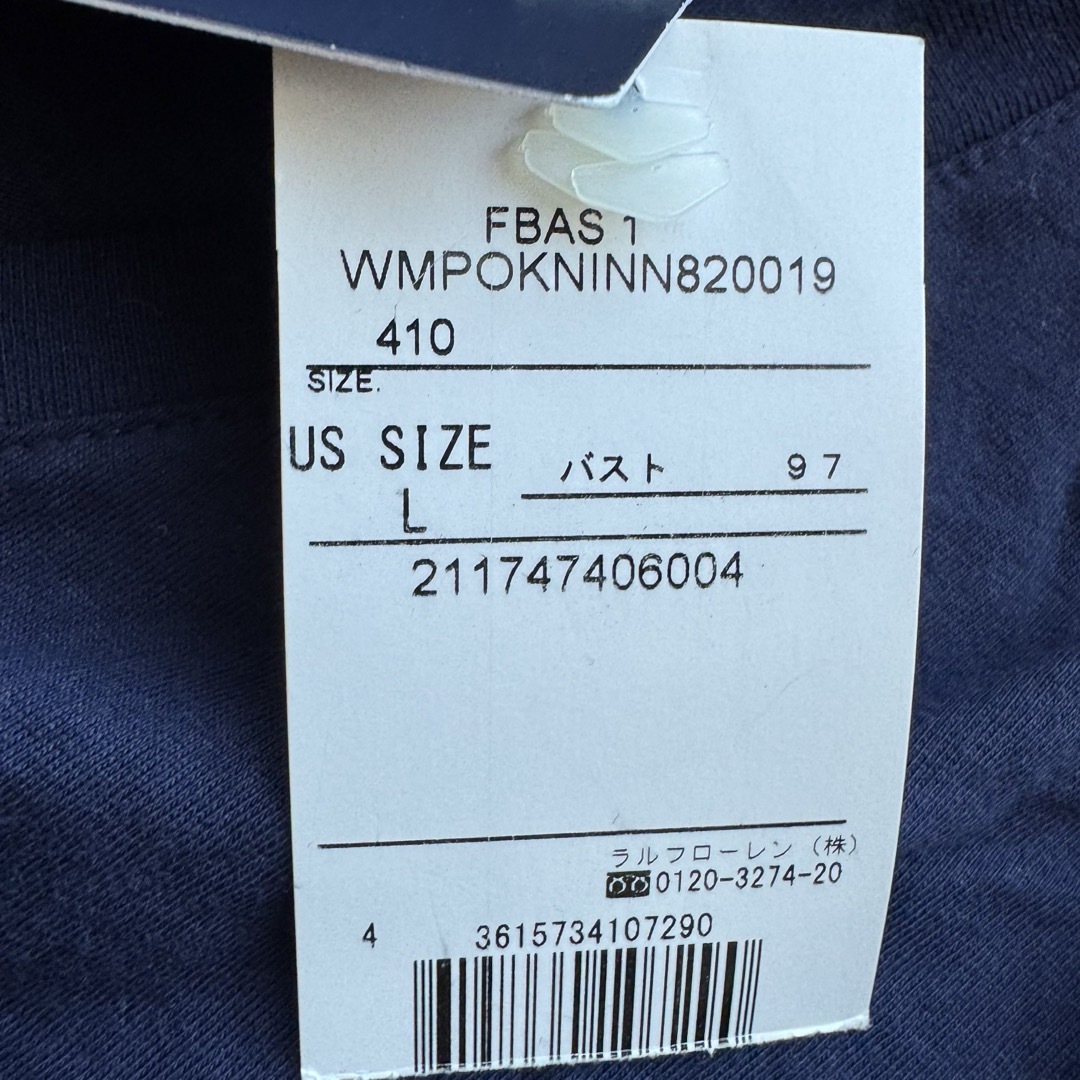 FBAS 1
WMPOKNINN820019
410
SIZE.
US SIZE
バスト 97
L
211747406004
ラルフローレン (株)
0120-3274-20
4 3615734107290